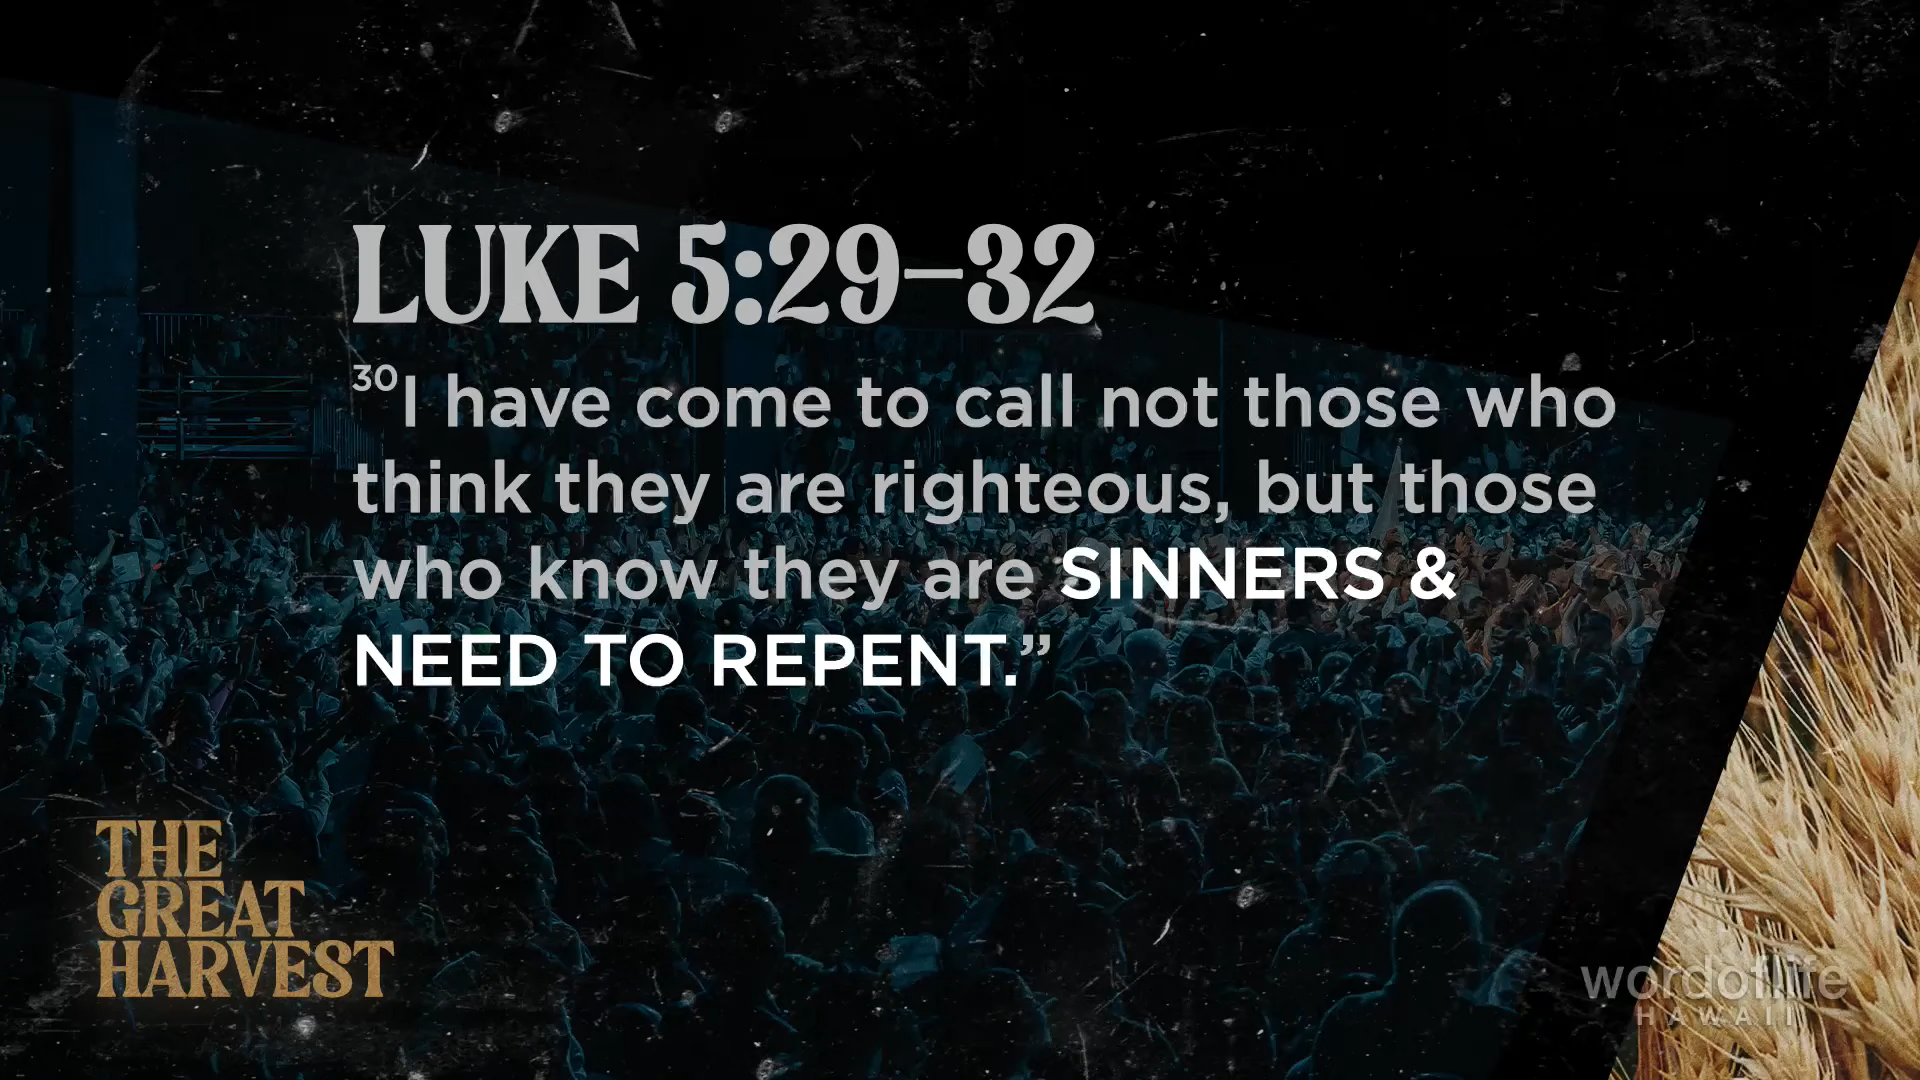 LUKE 5:29–32
30I have come to call not those who
think they are righteous, but those
who know they are SINNERS &
NEED TO REPENT.”
THE
GREAT
HARVEST
wordoflife
HAWAII